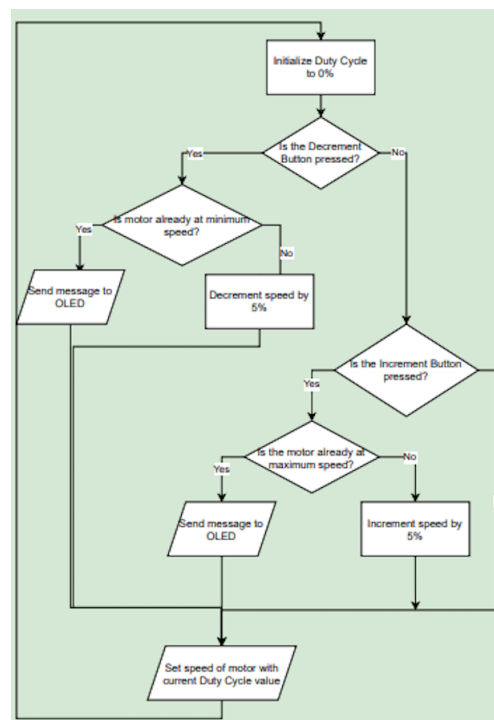 Initialize Duty Cycle
to 0%
Is the Decrement
Button pressed?
Yes
No
Is motor already at minimum
speed?
Yes
No
Send message to
OLED
Decrement speed by
5%
Is the Increment Button
pressed?
Yes
Is the motor already at
maximum speed?
Yes
No
Send message to
OLED
Increment speed by
5%
Set speed of motor with
current Duty Cycle value